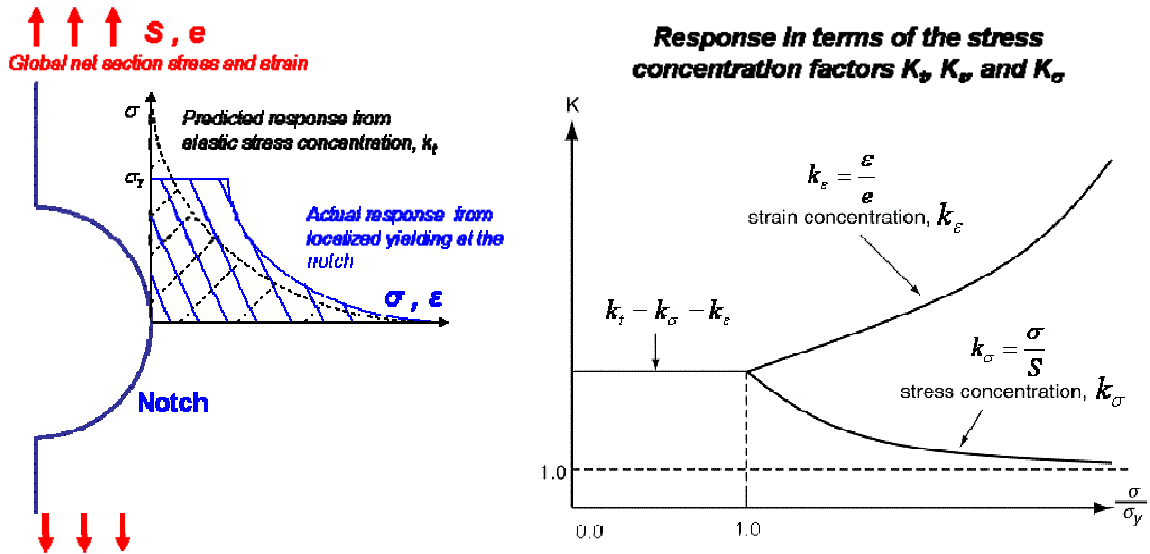 S , e
Global net section stress and strain
σ
Predicted response from
elastic stress concentration, kt
σY
Actual response from
localized yielding at the
notch
σ , ε
Notch
Response in terms of the stress
concentration factors Kt, Kε, and Kσ
K
kε = ε/e
strain concentration, kε
kt − kσ − kε
kσ = σ/S
stress concentration, kσ
1.0
0.0
1.0
σ/σy